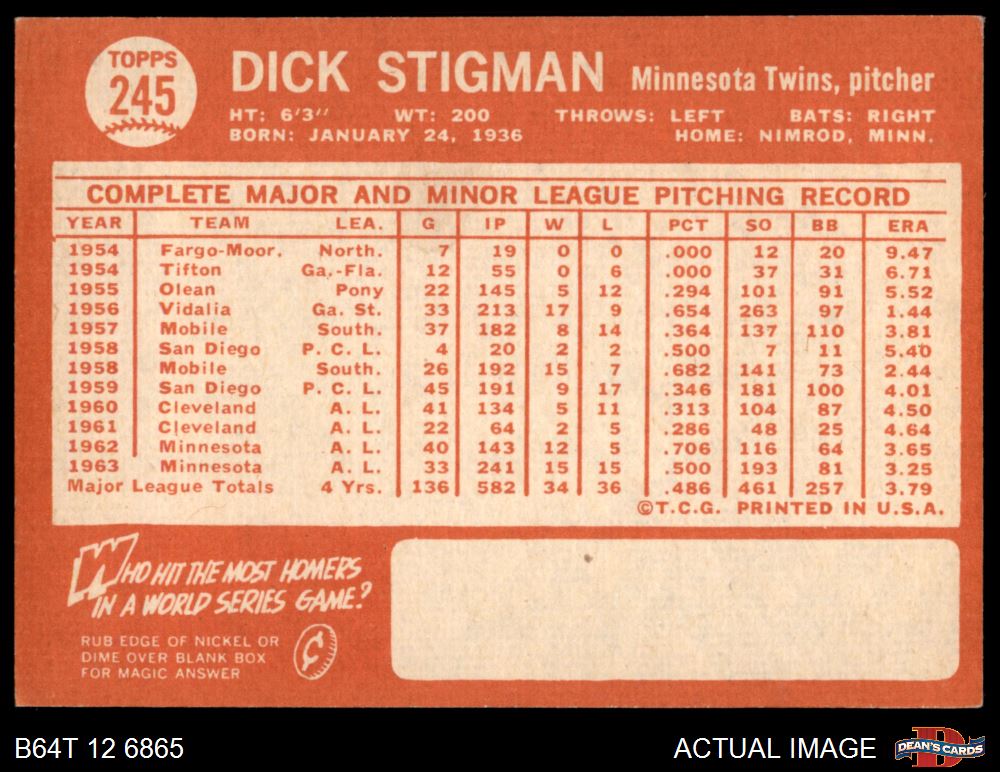 TOPPS
245
DICK STIGMAN Minnesota Twins, pitcher
HT: 6'3" WT: 200 THROWS: LEFT BATS: RIGHT
BORN: JANUARY 24, 1936 HOME: NIMROD, MINN.
COMPLETE MAJOR AND MINOR LEAGUE PITCHING RECORD
YEAR TEAM LEA. G IP W L PCT SO BB ERA
1954 Fargo-Moor. North. 7 19 0 0 .000 12 20 9.47
1954 Tifton Ga.-Fla. 12 55 0 6 .000 37 31 6.71
1955 Olean Pony 22 145 5 12 .294 101 91 5.52
1956 Vidalia Ga. St. 33 213 17 9 .654 263 97 1.44
1957 Mobile South. 37 182 8 14 .364 137 110 3.81
1958 San Diego P. C. L. 4 20 2 2 .500 7 11 5.40
1958 Mobile South. 26 192 15 7 .682 141 73 2.44
1959 San Diego P. C. L. 45 191 9 17 .346 181 100 4.01
1960 Cleveland A. L. 41 134 5 11 .313 104 87 4.50
1961 Cleveland A. L. 22 64 2 5 .286 48 25 4.64
1962 Minnesota A. L. 40 143 12 5 .706 116 64 3.65
1963 Minnesota A. L. 33 241 15 15 .500 193 81 3.25
Major League Totals 4 Yrs. 136 582 34 36 .486 461 257 3.79
©T.C.G. PRINTED IN U.S.A.
WHO HIT THE MOST HOMERS
IN A WORLD SERIES GAME?
RUB EDGE OF NICKEL OR
DIME OVER BLANK BOX
FOR MAGIC ANSWER
¢
B64T 12 6865 ACTUAL IMAGE DEAN'S CARDS